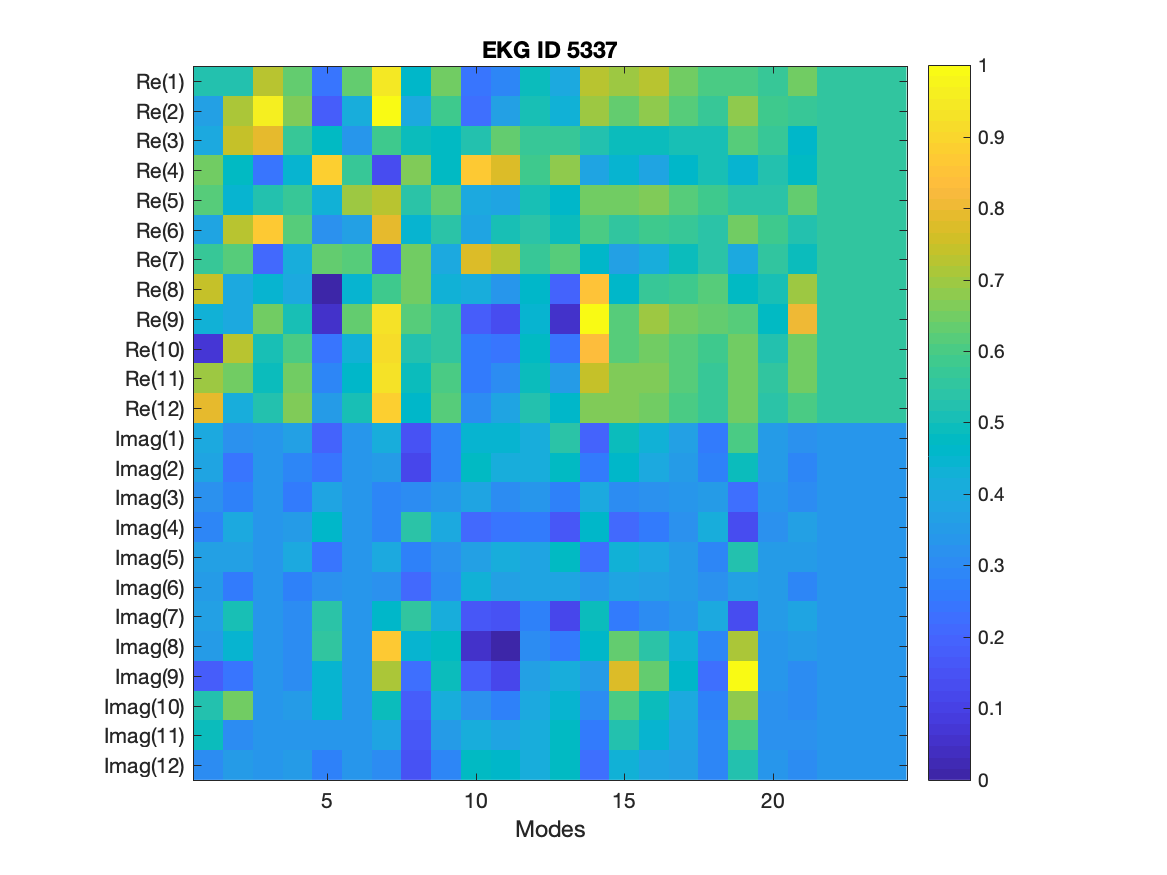 EKG ID 5337
Re(1)
Re(2)
Re(3)
Re(4)
Re(5)
Re(6)
Re(7)
Re(8)
Re(9)
Re(10)
Re(11)
Re(12)
Imag(1)
Imag(2)
Imag(3)
Imag(4)
Imag(5)
Imag(6)
Imag(7)
Imag(8)
Imag(9)
Imag(10)
Imag(11)
Imag(12)
5 10 15 20
Modes
1
0.9
0.8
0.7
0.6
0.5
0.4
0.3
0.2
0.1
0